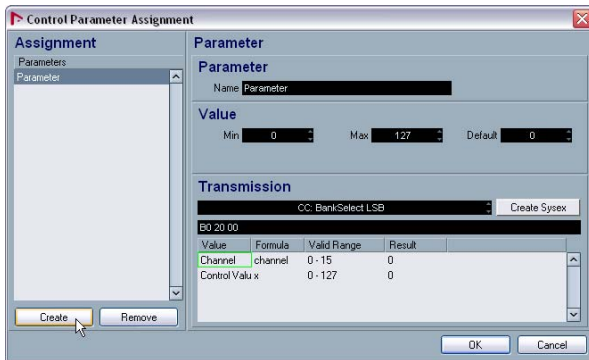 Control Parameter Assignment
Assignment
Parameters
Parameter
Create
Remove
Parameter
Parameter
Name Parameter
Value
Min 0 Max 127 Default 0
Transmission
CC: BankSelect LSB Create Sysex
B0 20 00
Value Formula Valid Range Result
Channel channel 0 - 15 0
Control Valu x 0 - 127 0
OK Cancel